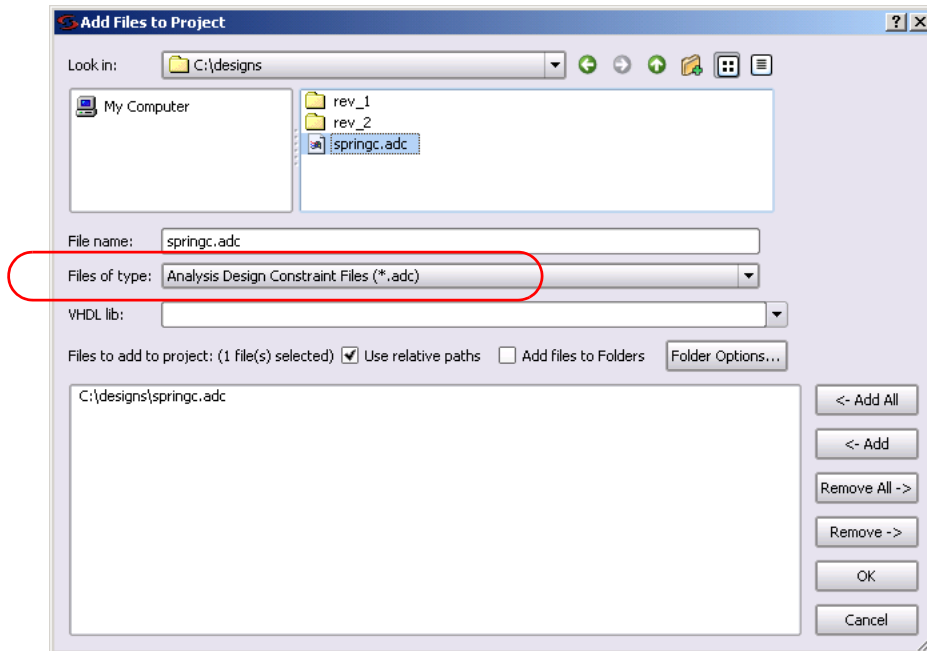 Add Files to Project
Look in: C:\designs
My Computer
rev_1
rev_2
springc.adc
File name: springc.adc
Files of type: Analysis Design Constraint Files (*.adc)
VHDL lib:
Files to add to project: (1 file(s) selected) Use relative paths Add files to Folders Folder Options...
C:\designs\springc.adc
<- Add All
<- Add
Remove All ->
Remove ->
OK
Cancel